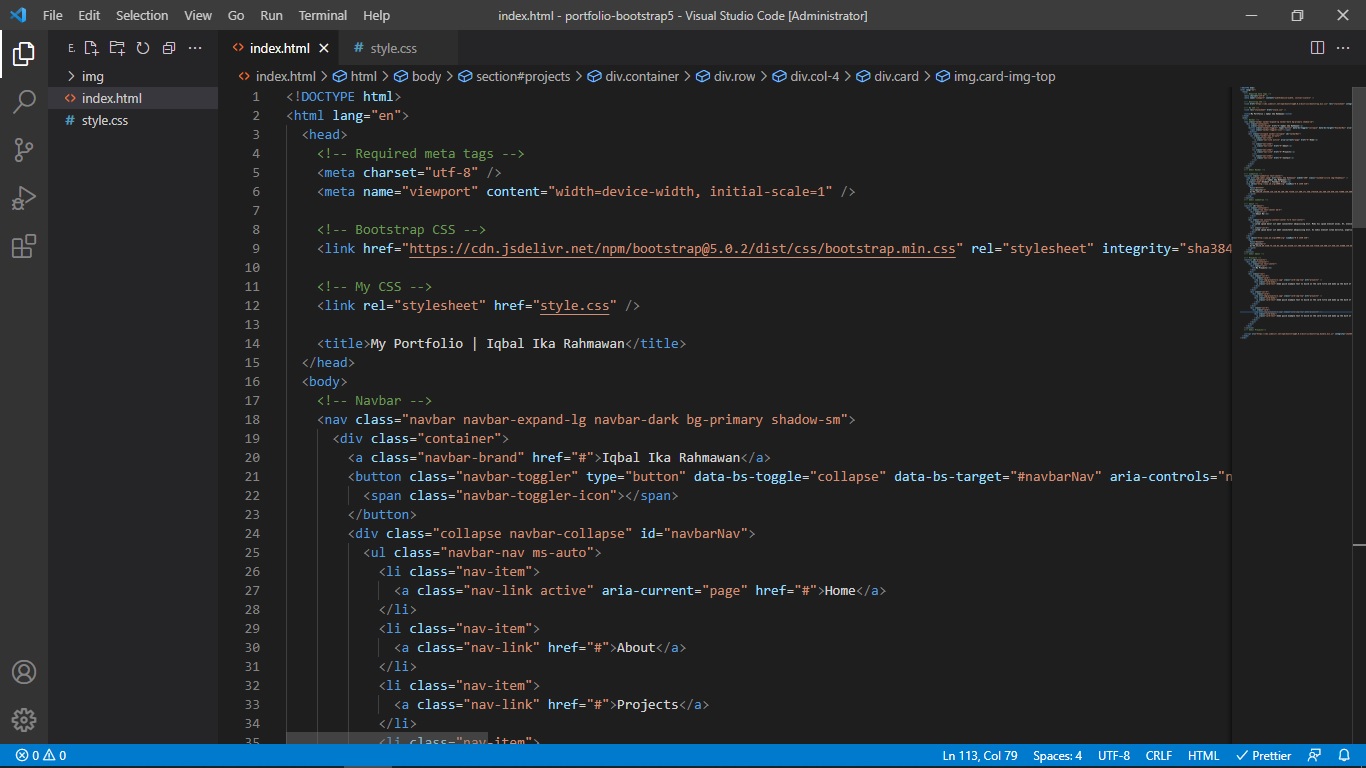 File Edit Selection View Go Run Terminal Help index.html - portfolio-bootstrap5 - Visual Studio Code [Administrator]
E. index.html style.css
img
index.html
style.css
index.html > html > body > section#projects > div.container > div.row > div.col-4 > div.card > img.card-img-top
1 <!DOCTYPE html>
2 <html lang="en">
3 <head>
4 <!-- Required meta tags -->
5 <meta charset="utf-8" />
6 <meta name="viewport" content="width=device-width, initial-scale=1" />
7
8 <!-- Bootstrap CSS -->
9 <link href="https://cdn.jsdelivr.net/npm/bootstrap@5.0.2/dist/css/bootstrap.min.css" rel="stylesheet" integrity="sha384
10
11 <!-- My CSS -->
12 <link rel="stylesheet" href="style.css" />
13
14 <title>My Portfolio | Iqbal Ika Rahmawan</title>
15 </head>
16 <body>
17 <!-- Navbar -->
18 <nav class="navbar navbar-expand-lg navbar-dark bg-primary shadow-sm">
19 <div class="container">
20 <a class="navbar-brand" href="#">Iqbal Ika Rahmawan</a>
21 <button class="navbar-toggler" type="button" data-bs-toggle="collapse" data-bs-target="#navbarNav" aria-controls="n
22 <span class="navbar-toggler-icon"></span>
23 </button>
24 <div class="collapse navbar-collapse" id="navbarNav">
25 <ul class="navbar-nav ms-auto">
26 <li class="nav-item">
27 <a class="nav-link active" aria-current="page" href="#">Home</a>
28 </li>
29 <li class="nav-item">
30 <a class="nav-link" href="#">About</a>
31 </li>
32 <li class="nav-item">
33 <a class="nav-link" href="#">Projects</a>
34 </li>
35 <li class="nav-item">
0 0 Ln 113, Col 79 Spaces: 4 UTF-8 CRLF HTML Prettier